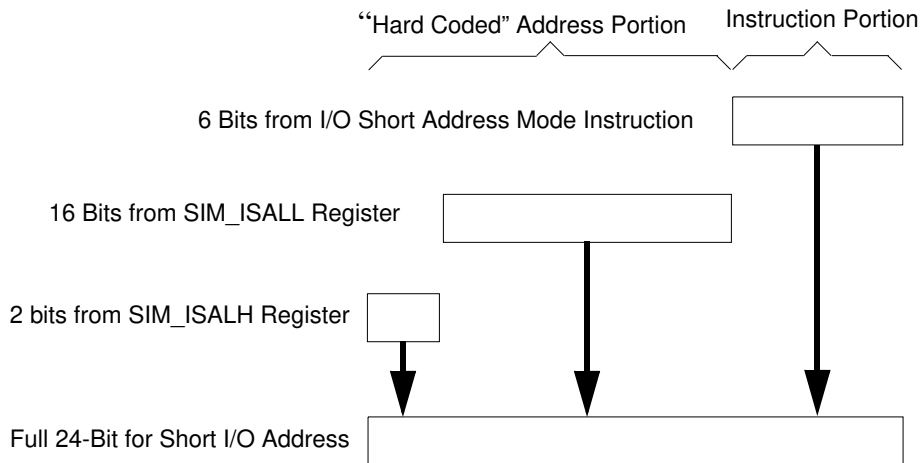 “Hard Coded” Address Portion
Instruction Portion
6 Bits from I/O Short Address Mode Instruction
16 Bits from SIM_ISALL Register
2 bits from SIM_ISALH Register
Full 24-Bit for Short I/O Address